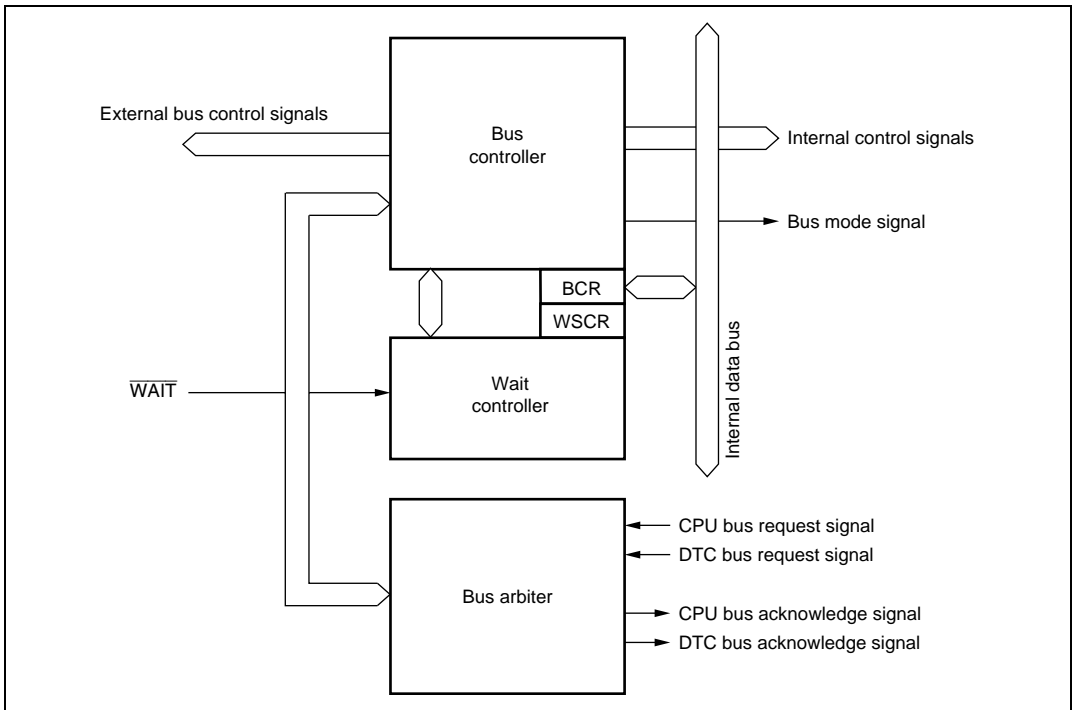 External bus control signals
Bus
controller
Internal control signals
Bus mode signal
BCR
WSCR
Internal data bus
WAIT
Wait
controller
CPU bus request signal
DTC bus request signal
Bus arbiter
CPU bus acknowledge signal
DTC bus acknowledge signal